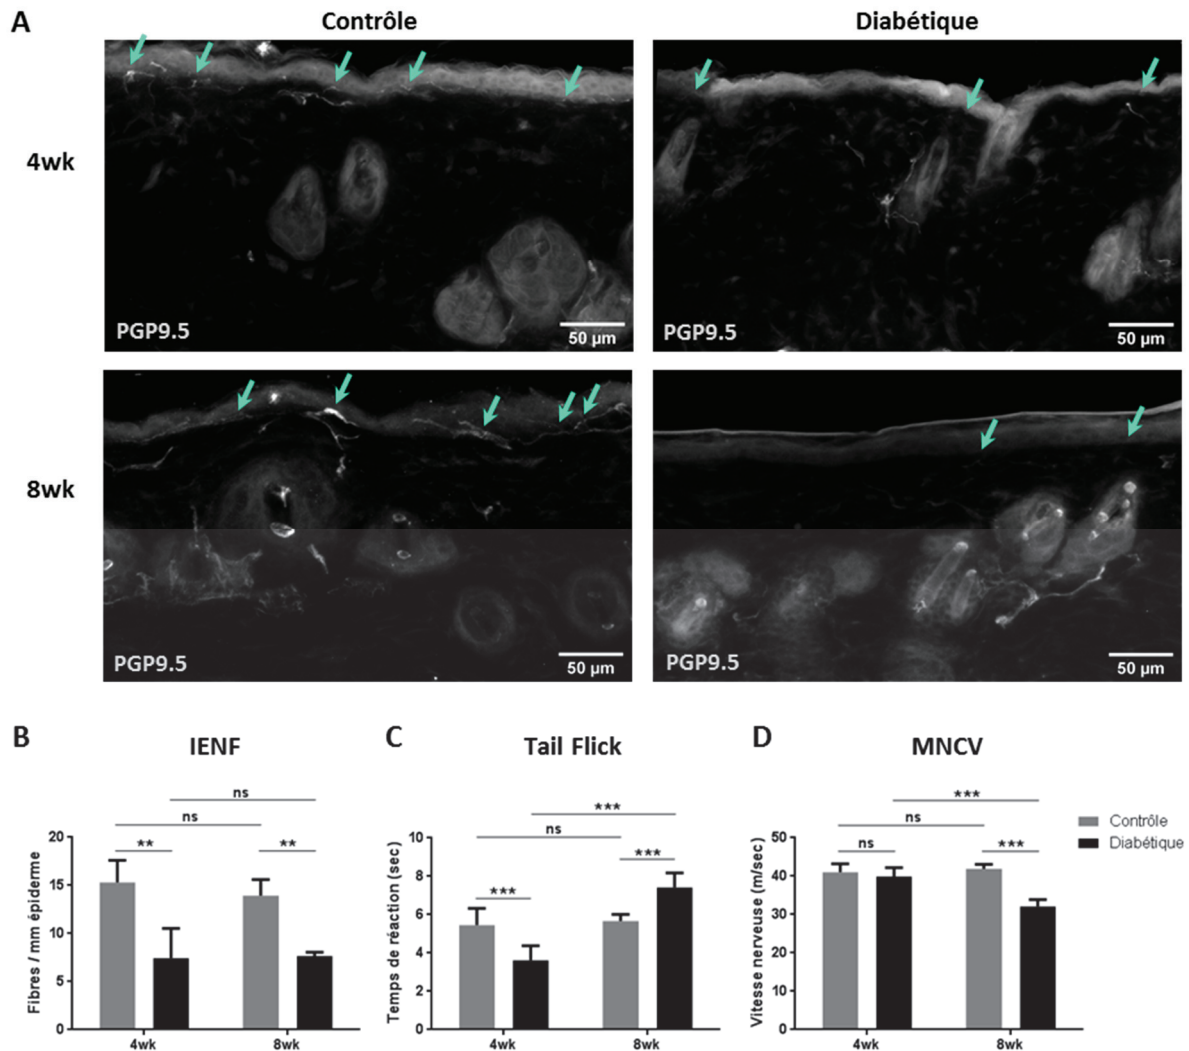 A
Contrôle
Diabétique
4wk
PGP9.5
50 µm
PGP9.5
50 µm
8wk
PGP9.5
50 µm
PGP9.5
50 µm
B
IENF
ns
ns
**
**
Fibres / mm épiderme
20
15
10
5
0
4wk
8wk
C
Tail Flick
***
ns
***
***
Temps de réaction (sec)
10
8
6
4
2
0
4wk
8wk
D
MNCV
***
ns
ns
***
Vitesse nerveuse (m/sec)
50
40
30
20
10
0
4wk
8wk
Contrôle
Diabétique